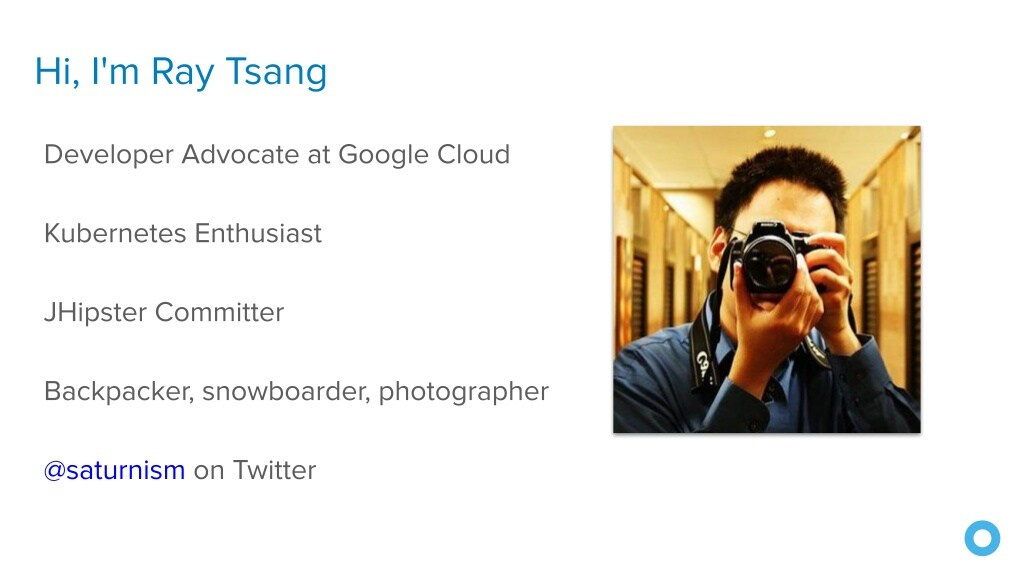 Hi, I'm Ray Tsang
Developer Advocate at Google Cloud
Kubernetes Enthusiast
JHipster Committer
Backpacker, snowboarder, photographer
@saturnism on Twitter